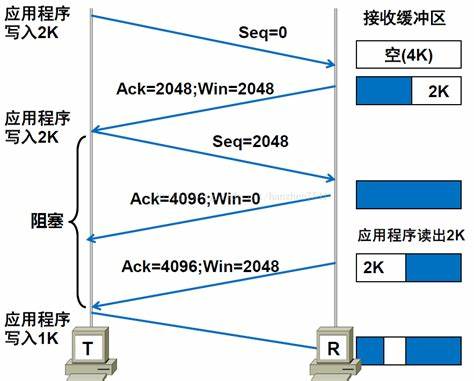 应用程序
写入2K
Seq=0
接收缓冲区
空(4K)
Ack=2048;Win=2048
2K
应用程序
写入2K
Seq=2048
Ack=4096;Win=0
阻塞
应用程序读出2K
Ack=4096;Win=2048
2K
应用程序
写入1K
T
R